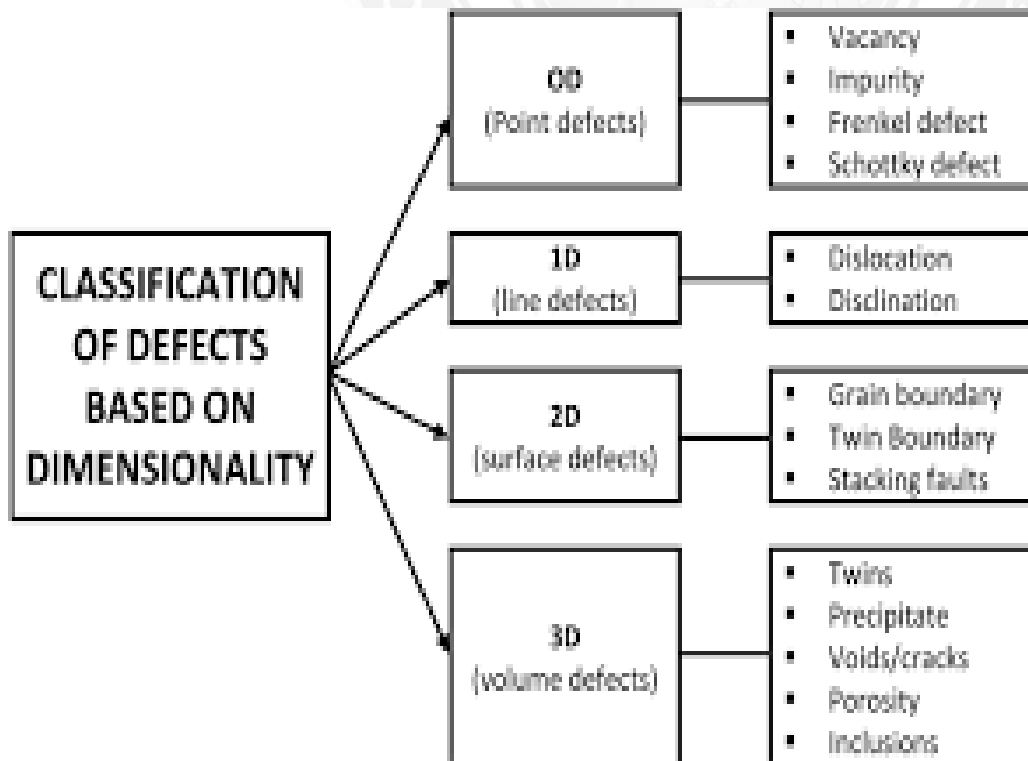 CLASSIFICATION
OF DEFECTS
BASED ON
DIMENSIONALITY
0D
(Point defects)
▪ Vacancy
▪ Impurity
▪ Frenkel defect
▪ Schottky defect
1D
(line defects)
▪ Dislocation
▪ Disclination
2D
(surface defects)
▪ Grain boundary
▪ Twin Boundary
▪ Stacking faults
3D
(volume defects)
▪ Twins
▪ Precipitate
▪ Voids/cracks
▪ Porosity
▪ Inclusions